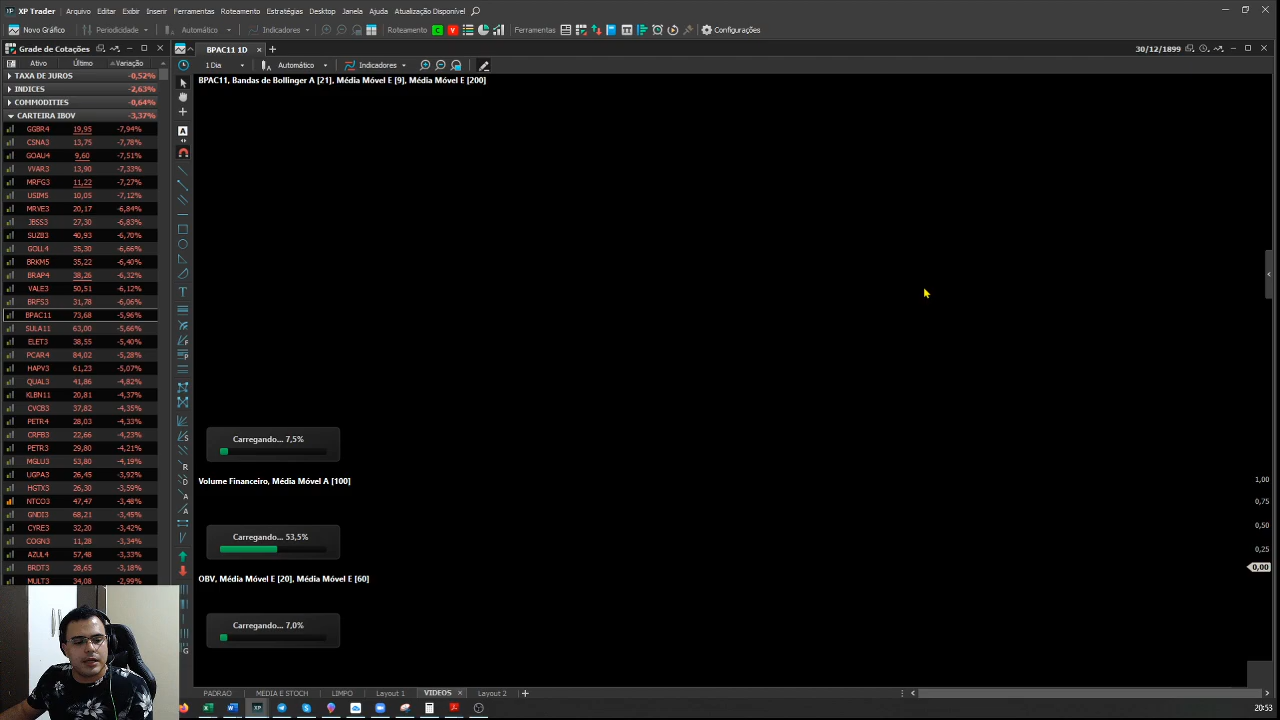 XP Trader Arquivo Editar Exibir Inserir Ferramentas Roteamento Estratégias Desktop Janela Ajuda Atualização Disponível
Novo Gráfico Periodicidade Automático Indicadores Roteamento C V Ferramentas Configurações
Grade de Cotações
BPAC11 1D
30/12/1899
Ativo Último Variação
1 Dia Automático Indicadores
TAXA DE JUROS -0,52%
BPAC11, Bandas de Bollinger A [21], Média Móvel E [9], Média Móvel E [200]
INDICES -2,63%
COMMODITIES -0,64%
CARTEIRA IBOV -3,37%
GGBR4 19,95 -7,94%
CSNA3 13,75 -7,78%
GOAU4 9,60 -7,51%
VVAR3 13,90 -7,33%
MRFG3 11,22 -7,27%
USIM5 10,05 -7,12%
MRVE3 20,17 -6,84%
JBSS3 27,30 -6,83%
SUZB3 40,93 -6,70%
GOLL4 35,30 -6,66%
BRKM5 35,22 -6,40%
BRAP4 38,26 -6,32%
VALE3 50,51 -6,12%
BRFS3 31,78 -6,06%
BPAC11 73,68 -5,96%
SULA11 63,00 -5,66%
ELET3 38,55 -5,40%
PCAR4 84,02 -5,28%
HAPV3 61,23 -5,07%
QUAL3 41,86 -4,82%
KLBN11 20,81 -4,37%
CVCB3 37,82 -4,35%
PETR4 28,03 -4,33%
CRFB3 22,66 -4,23%
PETR3 29,80 -4,21%
MGLU3 53,80 -4,19%
UGPA3 26,45 -3,92%
HGTX3 26,30 -3,59%
NTCO3 47,47 -3,48%
GNDI3 68,21 -3,45%
CYRE3 32,20 -3,42%
COGN3 11,28 -3,34%
AZUL4 57,48 -3,33%
BRDT3 28,65 -3,18%
MULT3 34,08 -2,99%
Carregando... 7,5%
Volume Financeiro, Média Móvel A [100]
1,00
0,75
0,50
0,25
0,00
Carregando... 53,5%
OBV, Média Móvel E [20], Média Móvel E [60]
Carregando... 7,0%
PADRAO MEDIA E STOCH LIMPO Layout 1 VIDEOS Layout 2
20:53